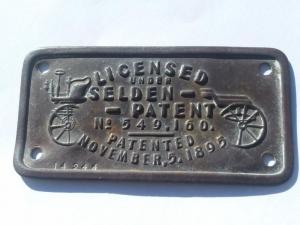 LICENSED
UNDER
SELDEN
PATENT
No 549,160.
PATENTED
NOVEMBER, 5. 1895